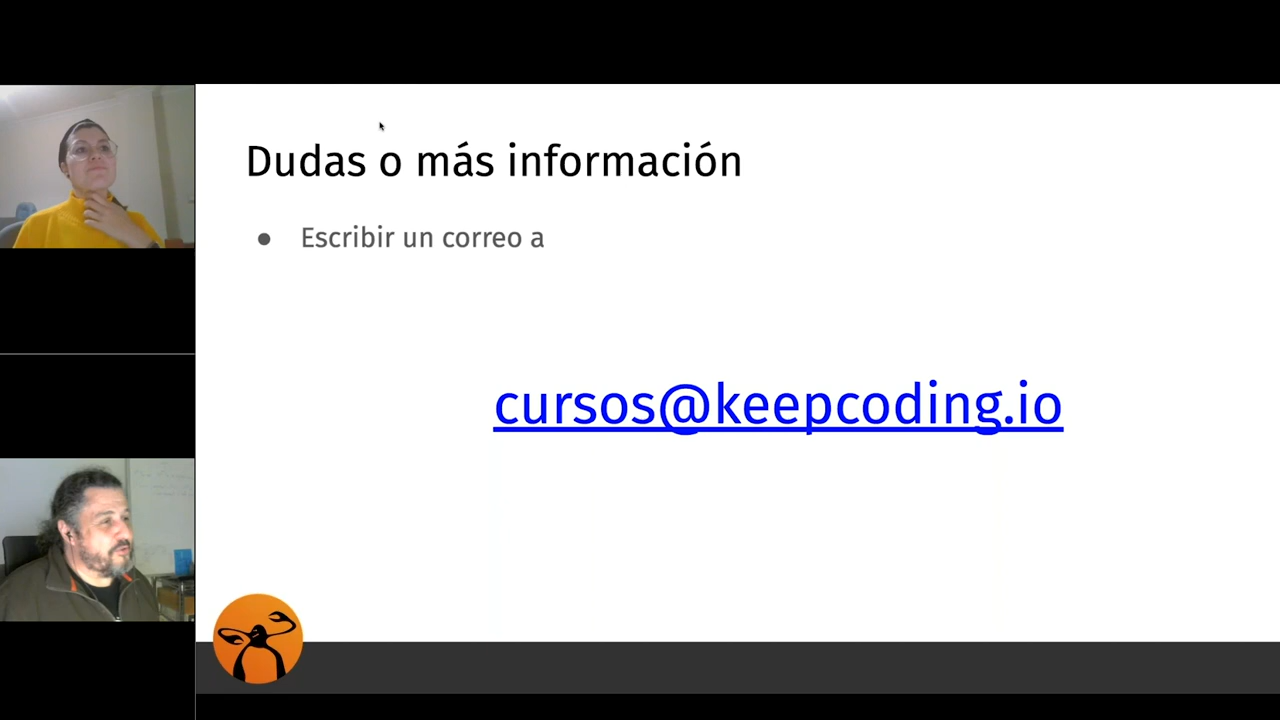 Dudas o más información
● Escribir un correo a
cursos@keepcoding.io